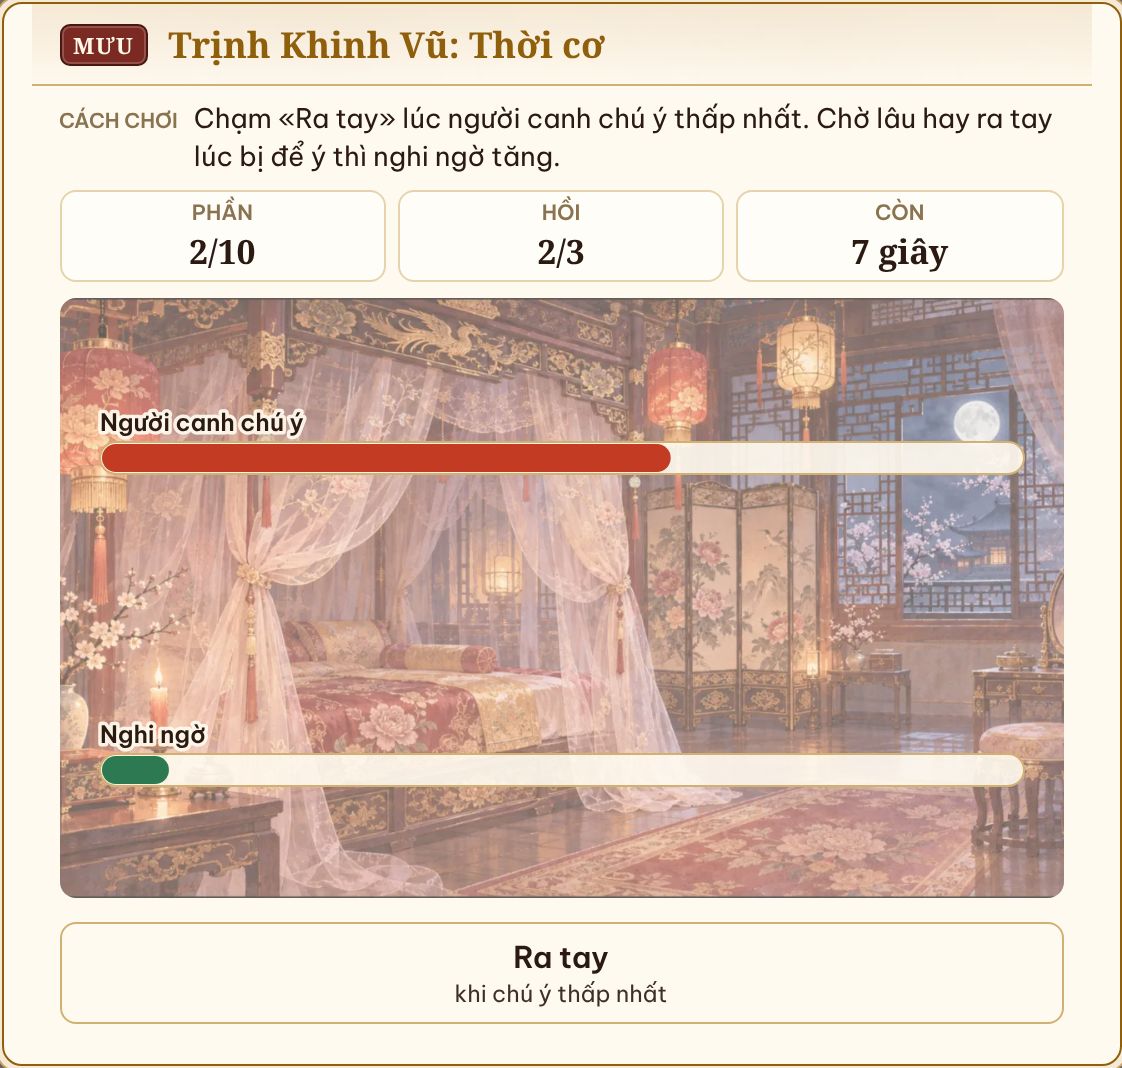 MƯU Trịnh Khinh Vũ: Thời cơ
CÁCH CHƠI Chạm «Ra tay» lúc người canh chú ý thấp nhất. Chờ lâu hay ra tay
lúc bị để ý thì nghi ngờ tăng.
PHẦN
2/10
HỒI
2/3
CÒN
7 giây
Người canh chú ý
Nghi ngờ
Ra tay
khi chú ý thấp nhất